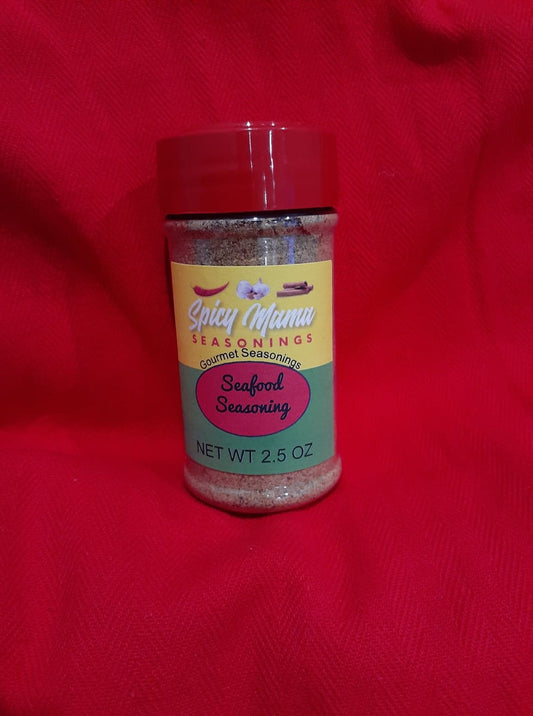 Spicy Mama
SEASONINGS
Gourmet Seasonings
Seafood
Seasoning
NET WT 2.5 OZ